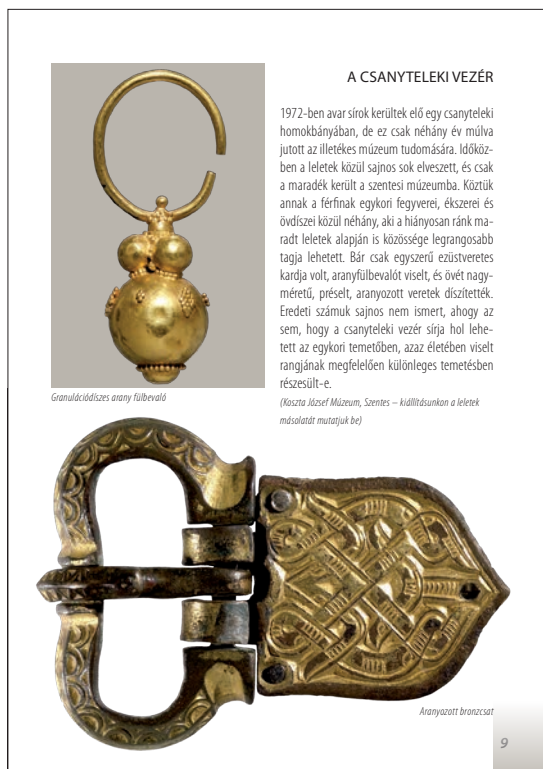 A CSANYTELEKI VEZÉR
1972-ben avar sírok kerültek elő egy csanyteleki
homokbányában, de ez csak néhány év múlva
jutott az illetékes múzeum tudomására. Időköz-
ben a leletek közül sajnos sok elveszett, és csak
a maradék került a szentesi múzeumba. Köztük
annak a férfinak egykori fegyverei, ékszerei és
övdíszei közül néhány, aki a hiányosan ránk ma-
radt leletek alapján is közössége legrangosabb
tagja lehetett. Bár csak egyszerű ezüstveretes
kardja volt, aranyfülbevalót viselt, és övét nagy-
méretű, préselt, aranyozott veretek díszítették.
Eredeti számuk sajnos nem ismert, ahogy az
sem, hogy a csanyteleki vezér sírja hol lehe-
tett az egykori temetőben, azaz életében viselt
rangjának megfelelően különleges temetésben
részesült-e.
(Koszta József Múzeum, Szentes – kiállításunkon a leletek
másolatát mutatjuk be)
Granulációdíszes arany fülbevaló
Aranyozott bronzcsat
9